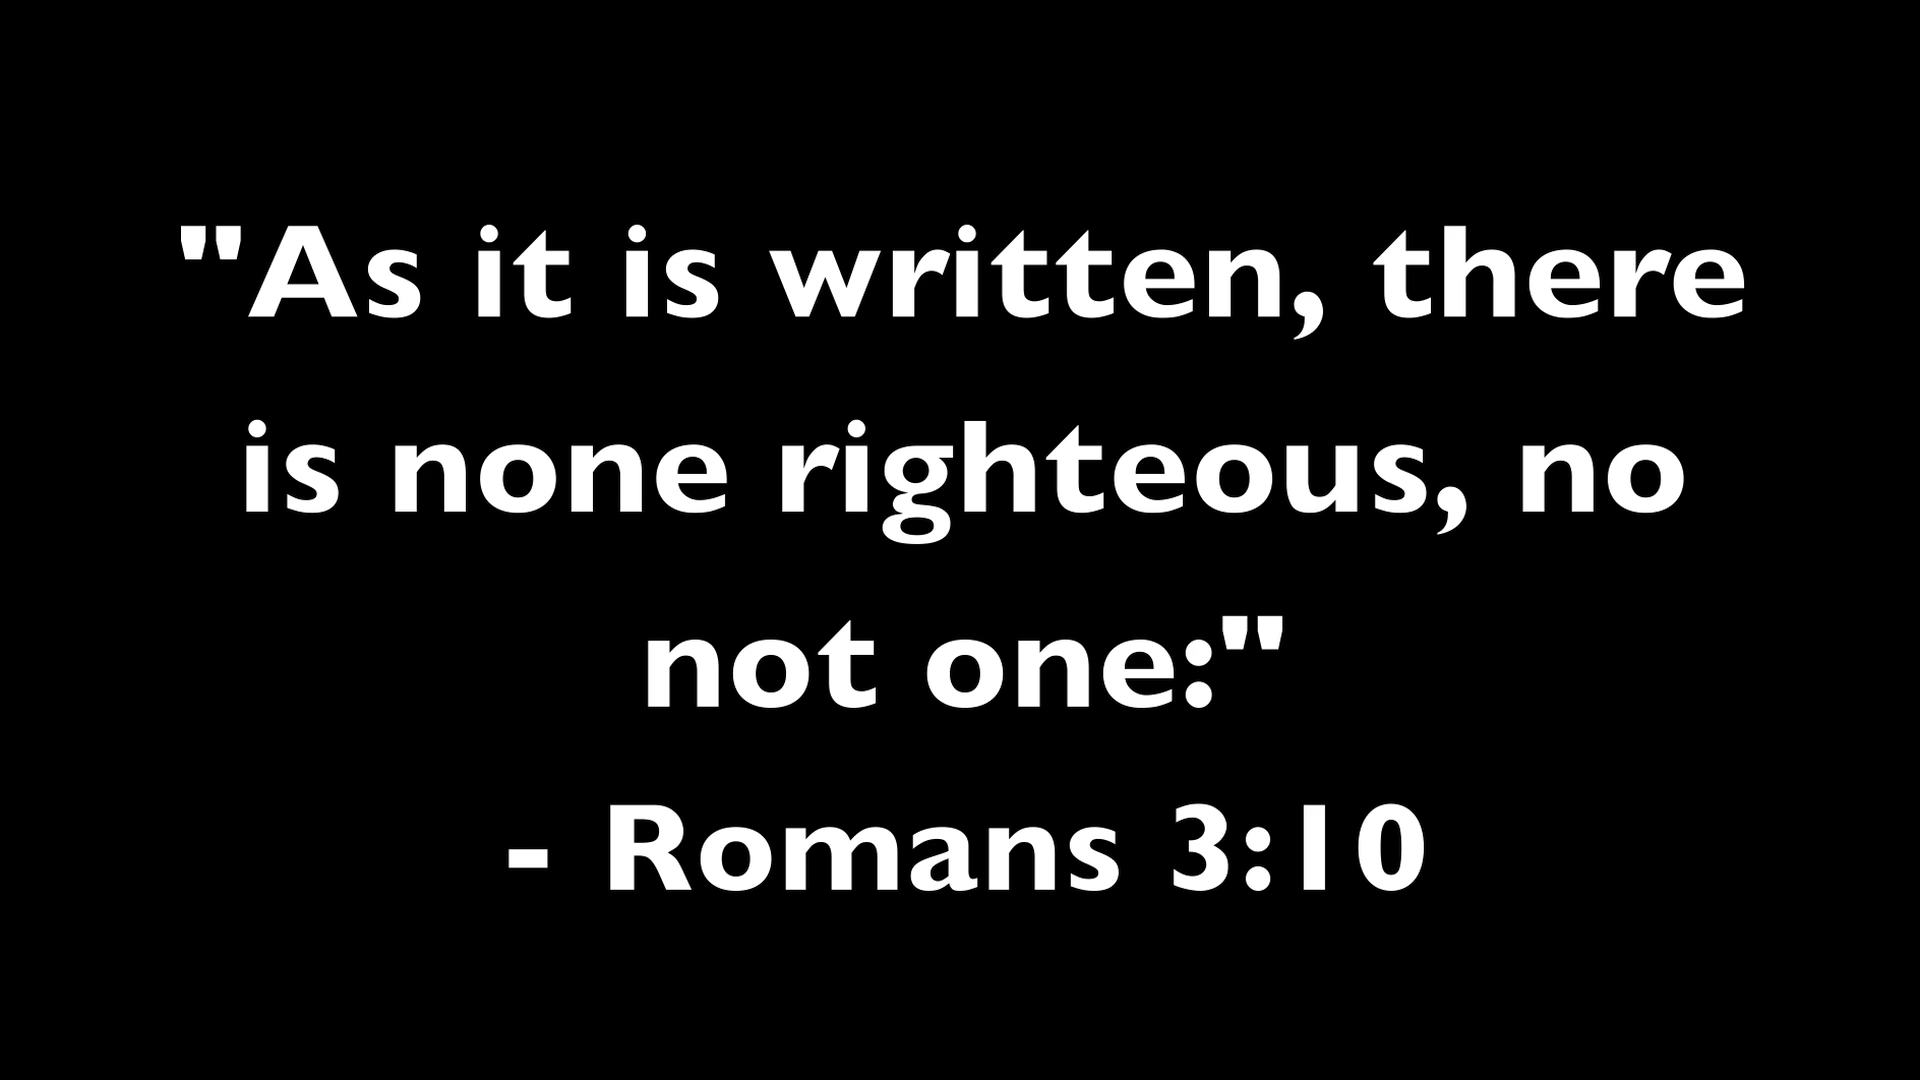 "As it is written, there
is none righteous, no
not one:"
- Romans 3:10